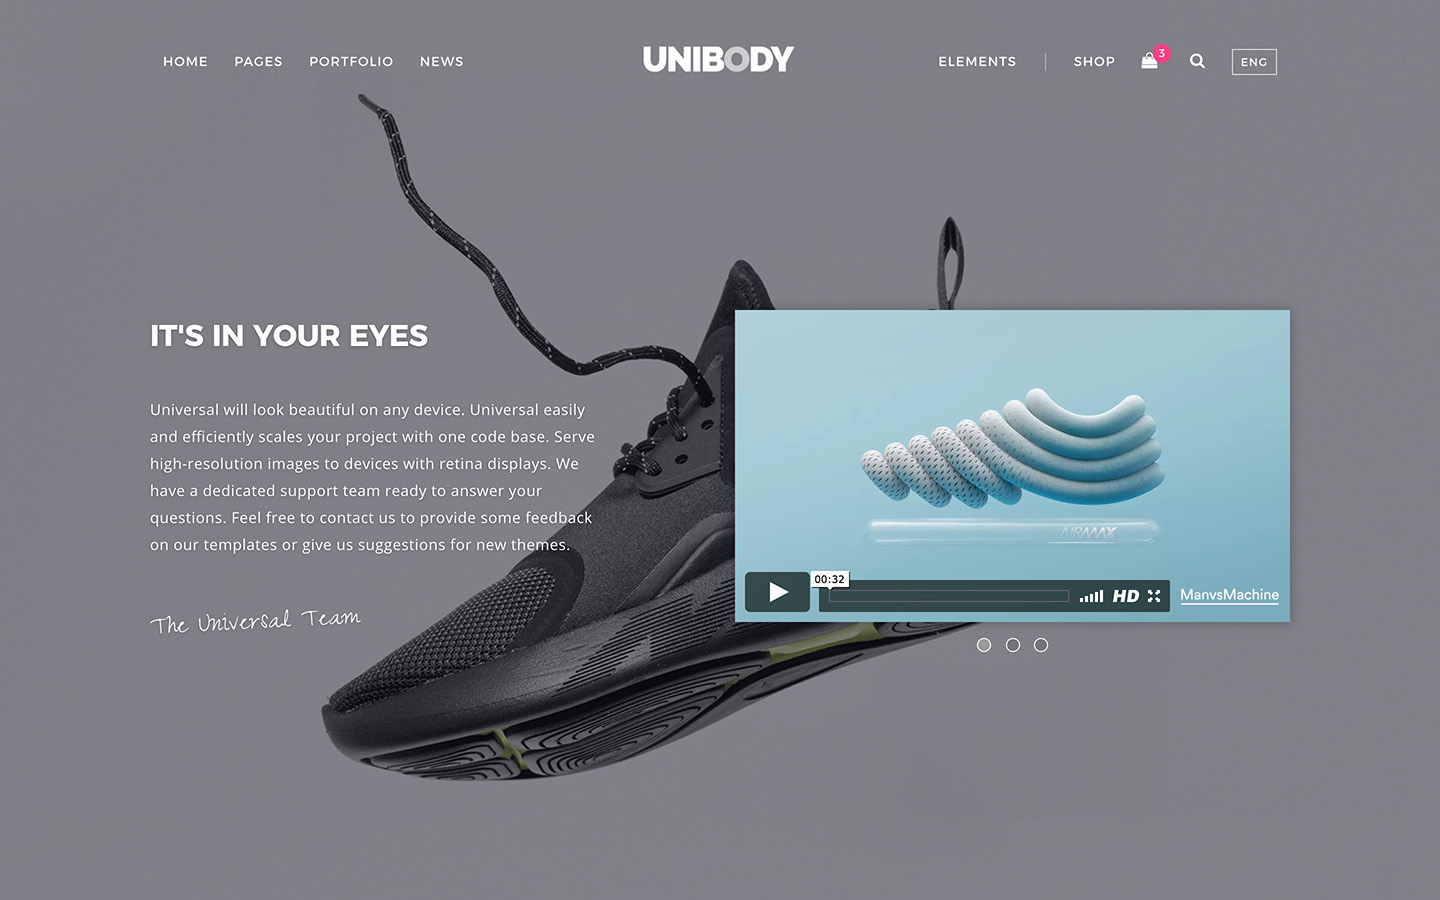 HOME PAGES PORTFOLIO NEWS UNIBODY ELEMENTS SHOP 3 ENG
IT'S IN YOUR EYES
Universal will look beautiful on any device. Universal easily
and efficiently scales your project with one code base. Serve
high-resolution images to devices with retina displays. We
have a dedicated support team ready to answer your
questions. Feel free to contact us to provide some feedback
on our templates or give us suggestions for new themes.
The Universal Team
AIRMAX
00:32
HD
ManvsMachine